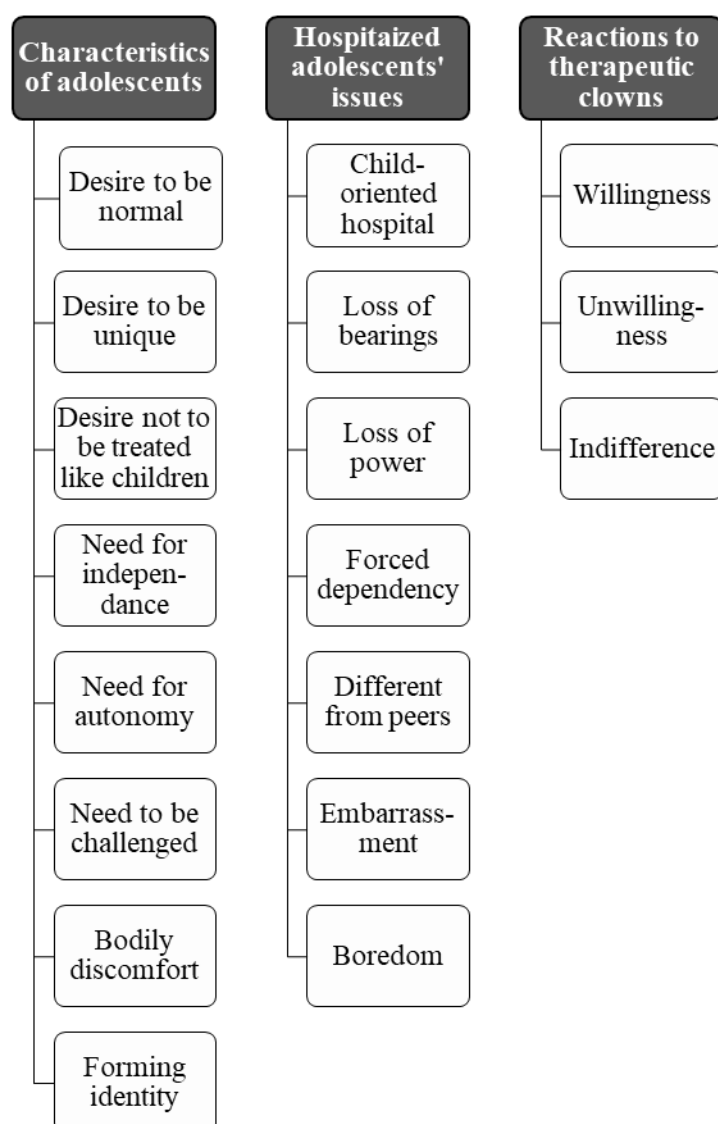 Characteristics
of adolescents
Desire to be
normal
Desire to be
unique
Desire not to
be treated
like children
Need for
indepen-
dance
Need for
autonomy
Need to be
challenged
Bodily
discomfort
Forming
identity
Hospitaized
adolescents'
issues
Child-
oriented
hospital
Loss of
bearings
Loss of
power
Forced
dependency
Different
from peers
Embarrass-
ment
Boredom
Reactions to
therapeutic
clowns
Willingness
Unwilling-
ness
Indifference